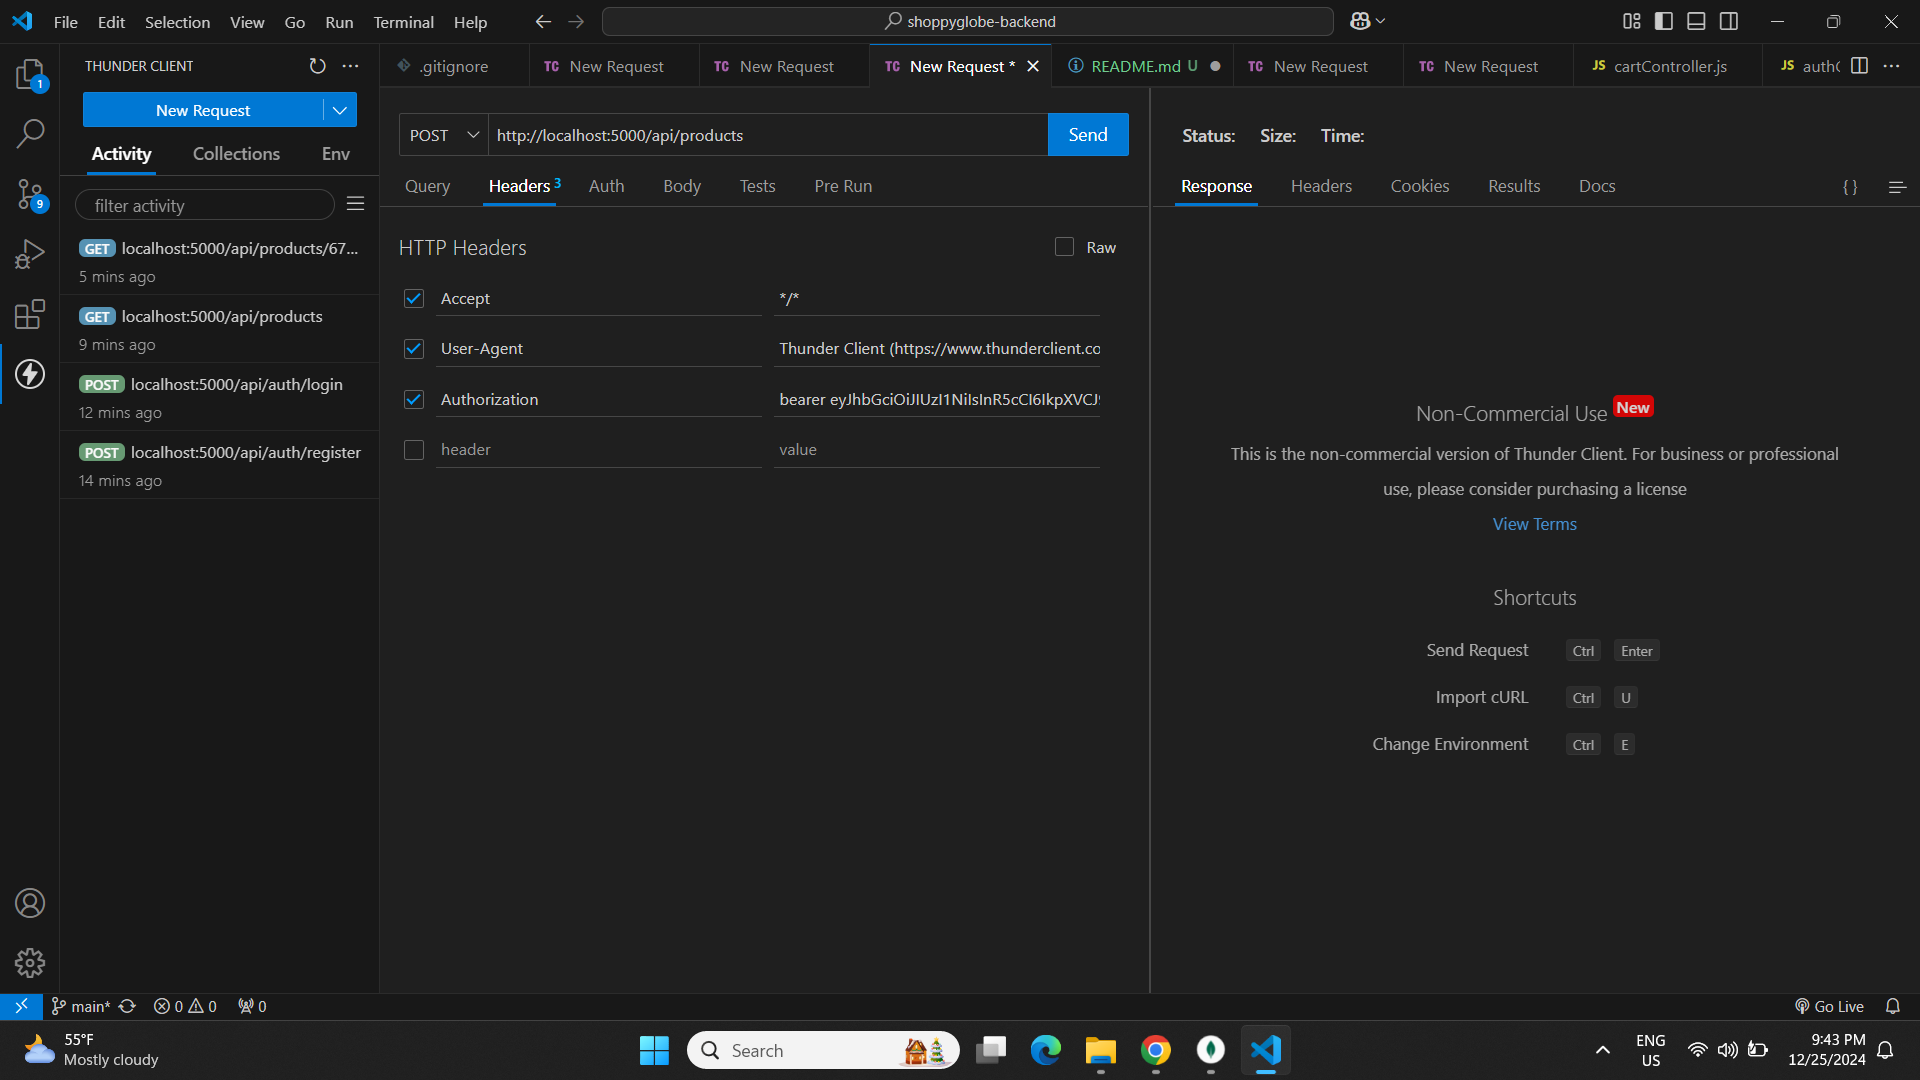 File Edit Selection View Go Run Terminal Help
shoppyglobe-backend
THUNDER CLIENT
New Request
Activity Collections Env
filter activity
GET localhost:5000/api/products/67...
5 mins ago
GET localhost:5000/api/products
9 mins ago
POST localhost:5000/api/auth/login
12 mins ago
POST localhost:5000/api/auth/register
14 mins ago
.gitignore TC New Request TC New Request TC New Request * README.md U TC New Request TC New Request JS cartController.js JS auth
POST http://localhost:5000/api/products Send
Query Headers 3 Auth Body Tests Pre Run
HTTP Headers Raw
Accept */*
User-Agent Thunder Client (https://www.thunderclient.co
Authorization bearer eyJhbGciOiJIUzI1NiIsInR5cCI6IkpXVCJ9
header value
Status: Size: Time:
Response Headers Cookies Results Docs { }
Non-Commercial Use New
This is the non-commercial version of Thunder Client. For business or professional
use, please consider purchasing a license
View Terms
Shortcuts
Send Request Ctrl Enter
Import cURL Ctrl U
Change Environment Ctrl E
1
9
main* 0 0 0 Go Live
55°F
Mostly cloudy
Search
ENG
US
9:43 PM
12/25/2024